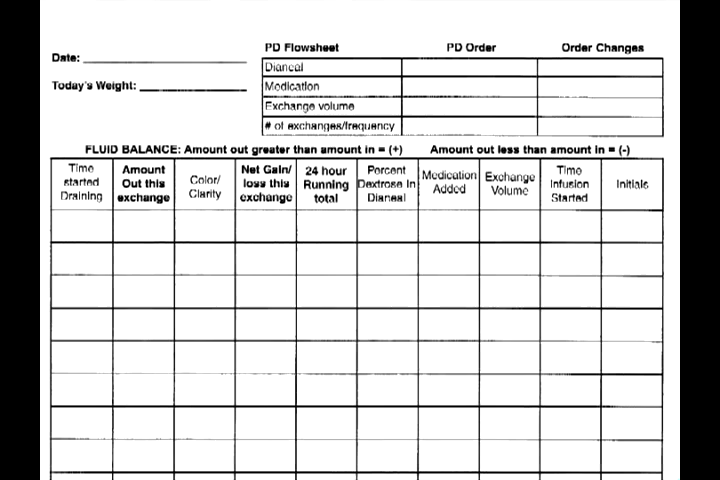 PD Flowsheet PD Order Order Changes
Date:
Dianeal
Today's Weight:
Medication
Exchange volume
# of exchanges/frequency
FLUID BALANCE: Amount out greater than amount in = (+) Amount out less than amount in = (-)
Time started Draining
Amount Out this exchange
Color/ Clarity
Net Gain/ loss this exchange
24 hour Running total
Percent Dextrose In Dianeal
Medication Added
Exchange Volume
Time Infusion Started
Initials